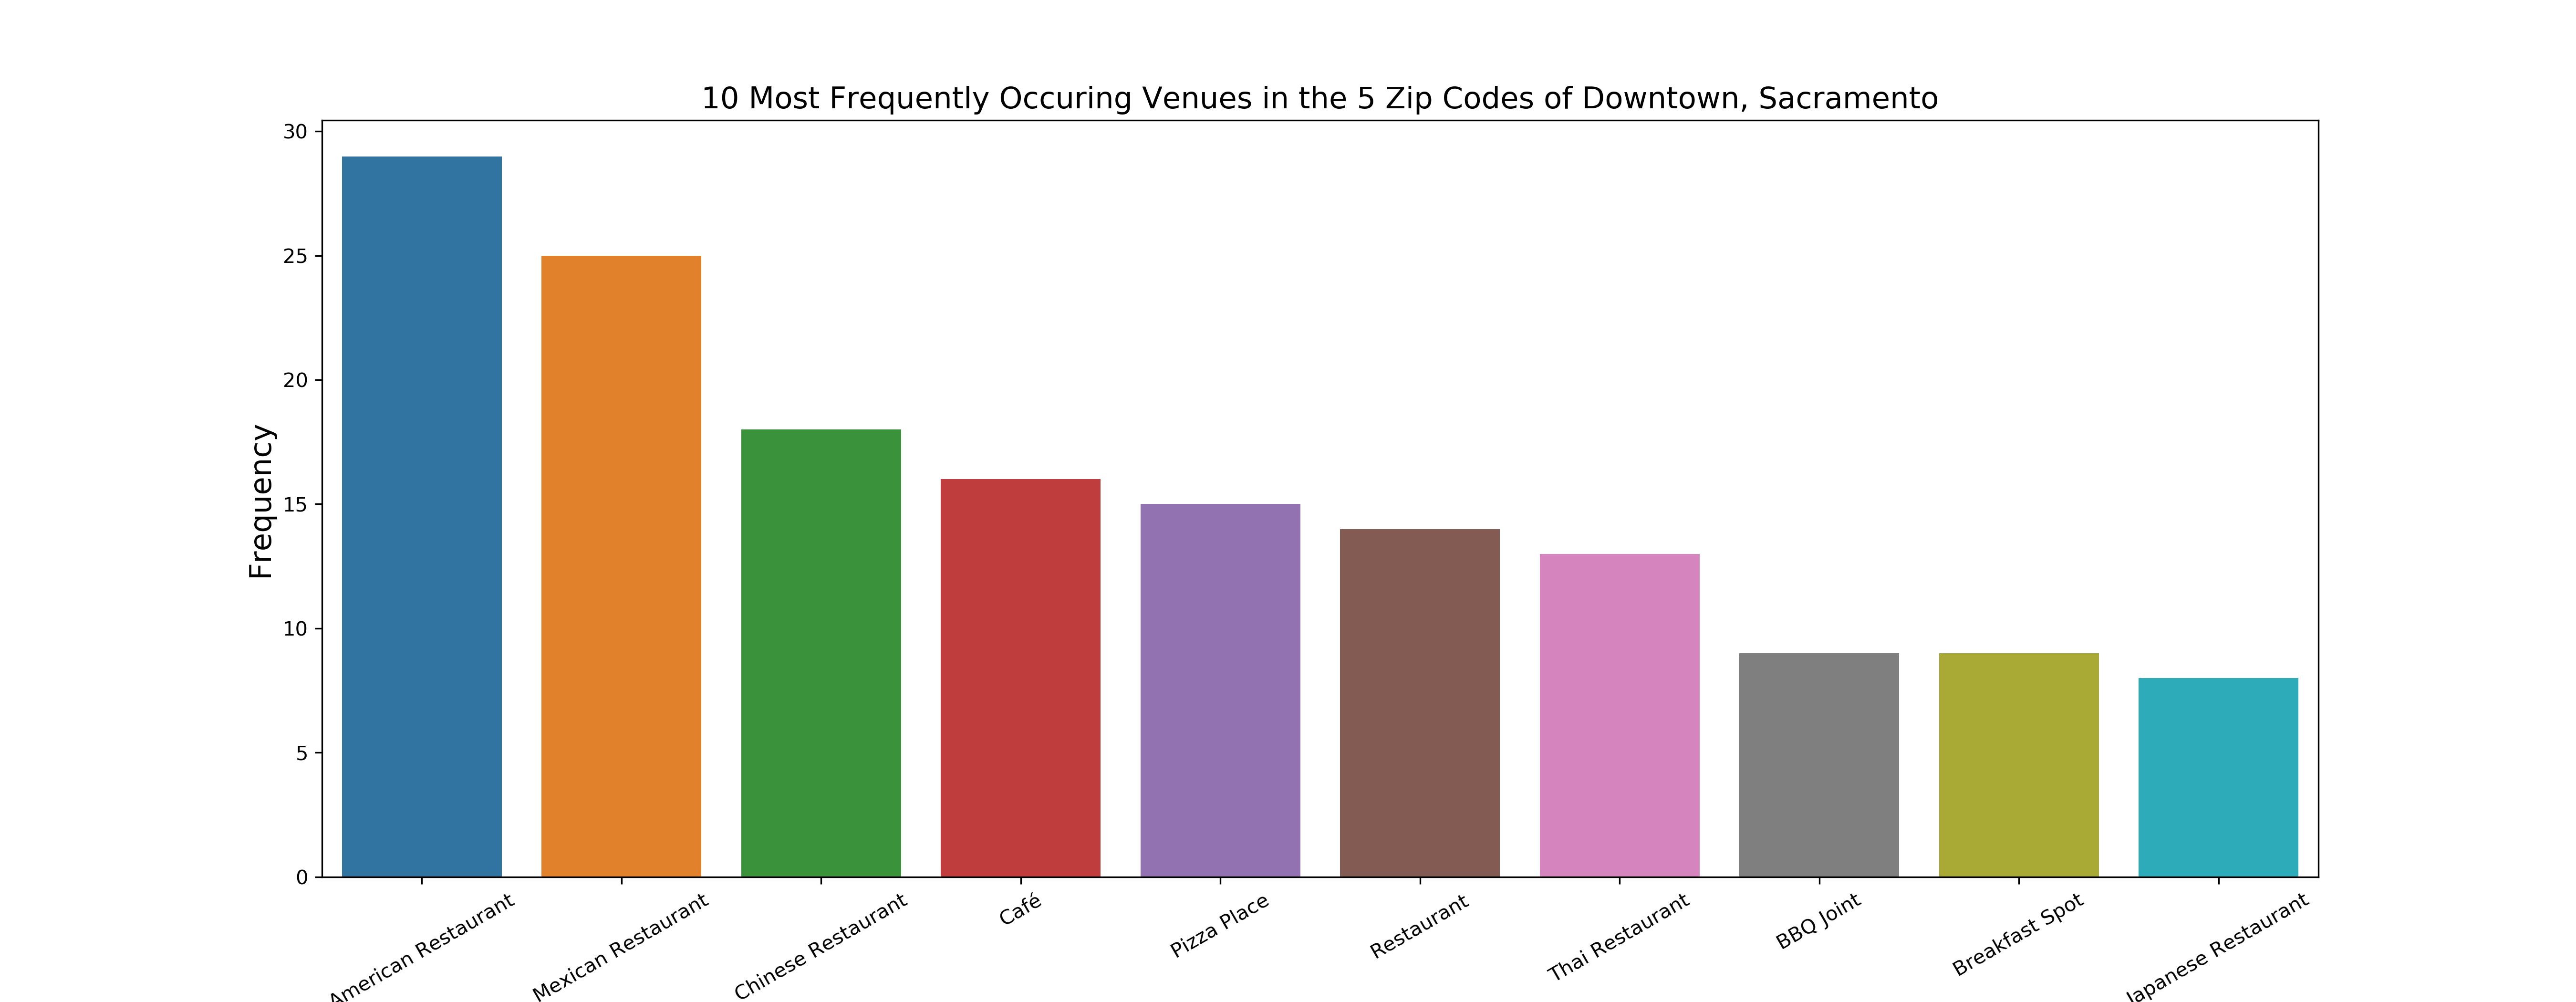 10 Most Frequently Occuring Venues in the 5 Zip Codes of Downtown, Sacramento
Frequency
30
25
20
15
10
5
0
American Restaurant
Mexican Restaurant
Chinese Restaurant
Café
Pizza Place
Restaurant
Thai Restaurant
BBQ Joint
Breakfast Spot
Japanese Restaurant